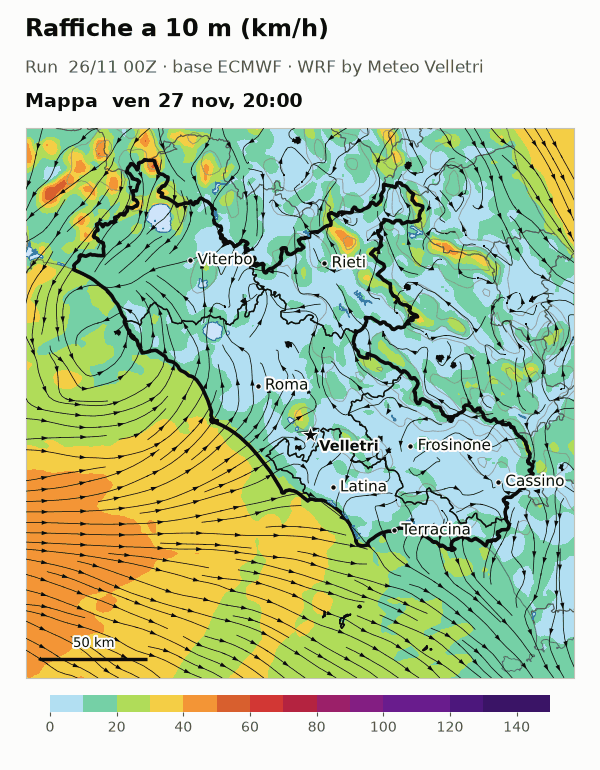 Raffiche a 10 m (km/h)
Run  26/11 00Z · base ECMWF · WRF by Meteo Velletri
Mappa  ven 27 nov, 20:00
Viterbo
Rieti
Roma
Velletri
Frosinone
Latina
Cassino
Terracina
50 km
0 20 40 60 80 100 120 140